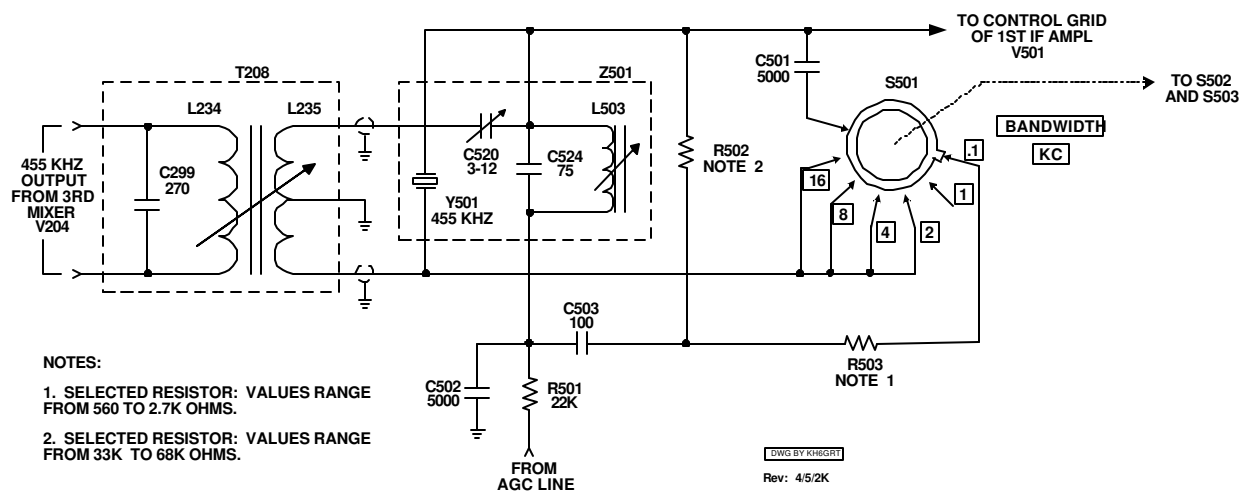 TO CONTROL GRID
OF 1ST IF AMPL
V501
T208
Z501
C501
5000
S501
TO S502
AND S503
L234
L235
L503
BANDWIDTH
KC
455 KHZ
OUTPUT
FROM 3RD
MIXER
V204
C299
270
C520
3-12
C524
75
R502
NOTE 2
.1
1
16
8
4
2
Y501
455 KHZ
C503
100
R503
NOTE 1
C502
5000
R501
22K
FROM
AGC LINE
NOTES:
1. SELECTED RESISTOR: VALUES RANGE
FROM 560 TO 2.7K OHMS.
2. SELECTED RESISTOR: VALUES RANGE
FROM 33K TO 68K OHMS.
DWG BY KH6GRT
Rev: 4/5/2K